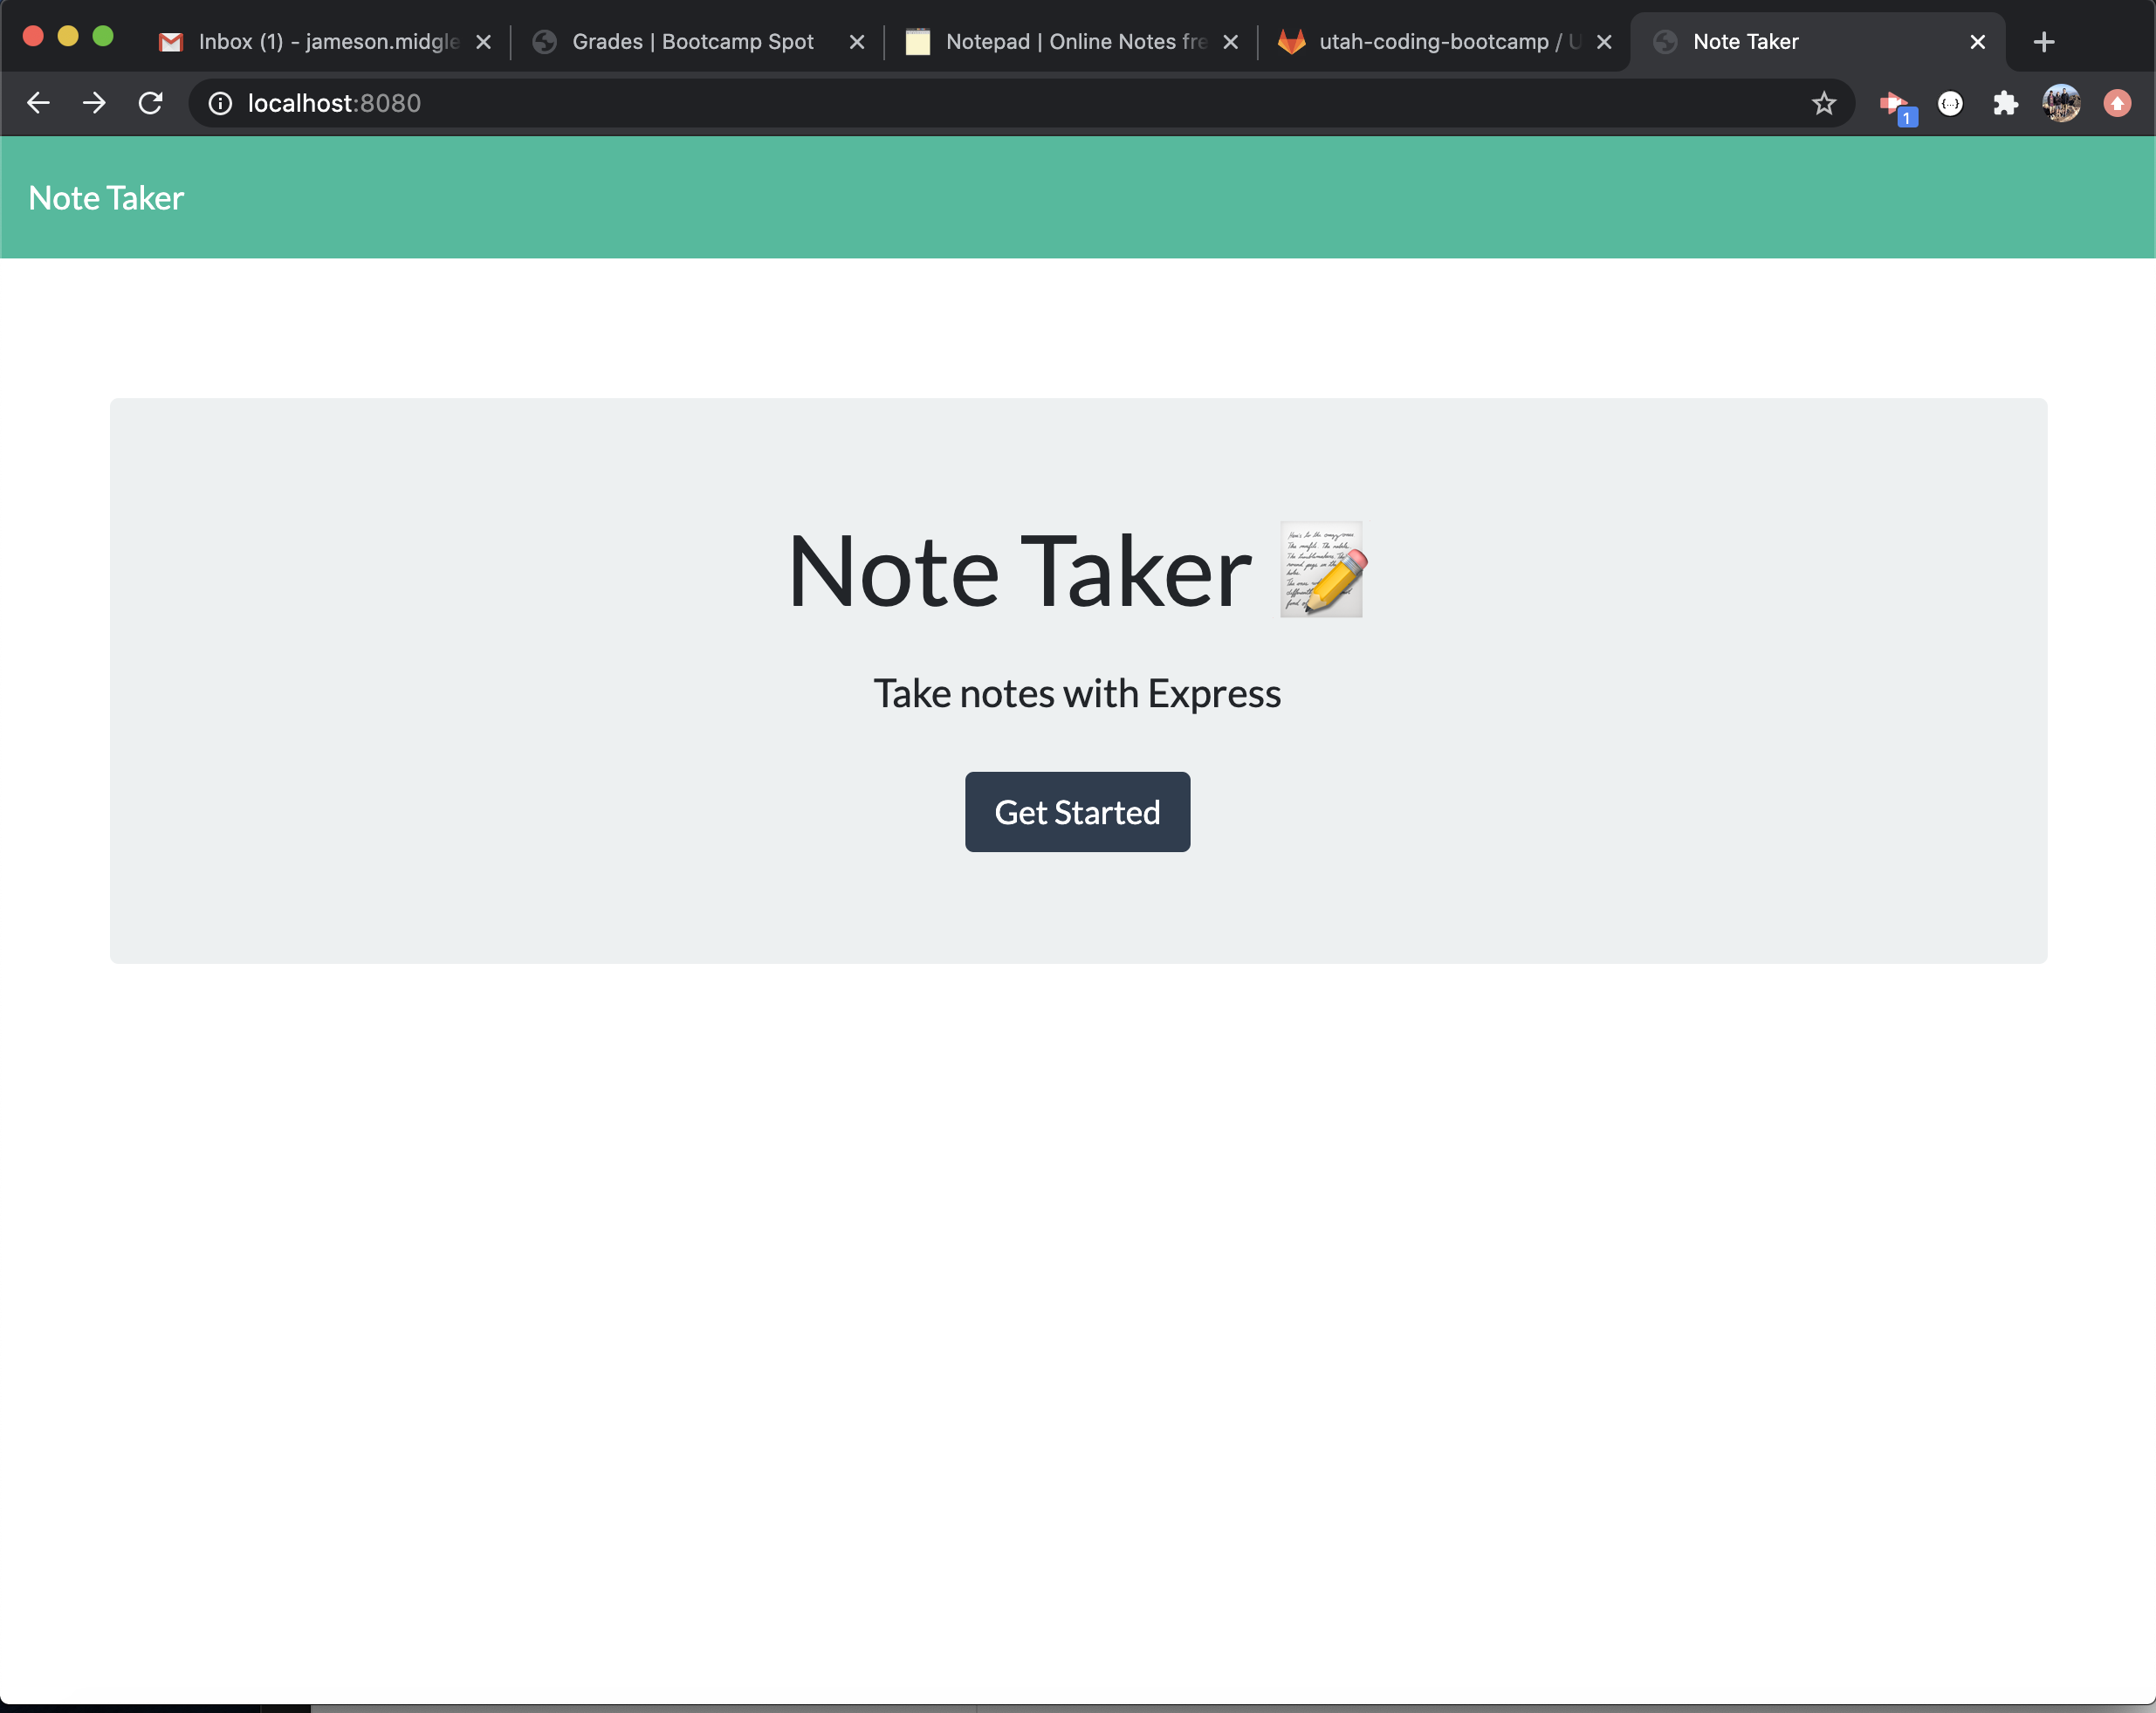 Inbox (1) - jameson.midgle
Grades | Bootcamp Spot
Notepad | Online Notes fre
utah-coding-bootcamp / U
Note Taker
localhost:8080
1
{...}
Note Taker
Note Taker
Take notes with Express
Get Started